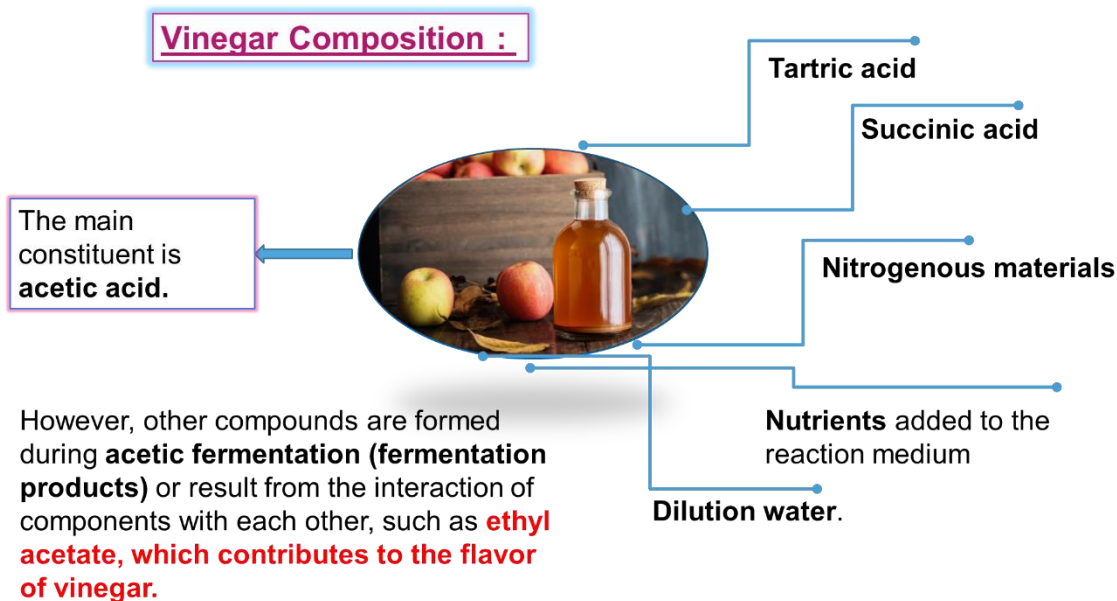 Vinegar Composition :
Tartric acid
Succinic acid
The main
constituent is
acetic acid.
Nitrogenous materials
Nutrients added to the
reaction medium
Dilution water.
However, other compounds are formed
during acetic fermentation (fermentation
products) or result from the interaction of
components with each other, such as ethyl
acetate, which contributes to the flavor
of vinegar.